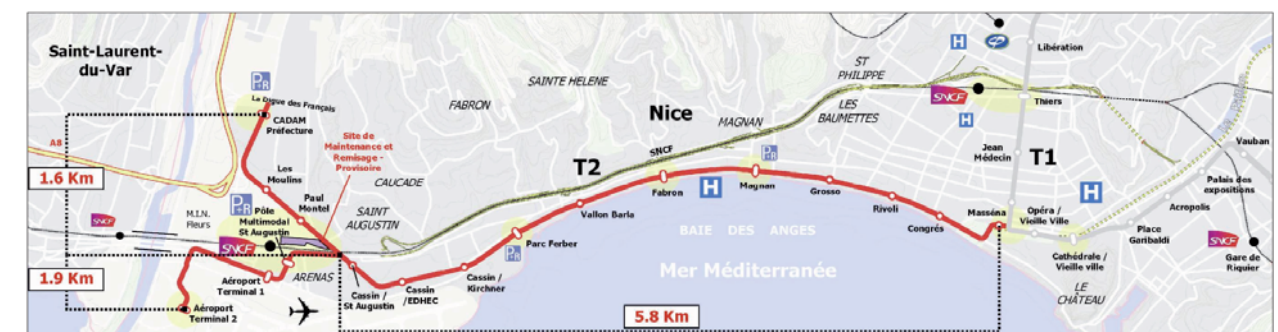 Saint-Laurent-
du-Var
P+R
La Digue des Français
CADAM
Préfecture
A8
1.6 Km
Les
Moulins
Site de
Maintenance et
Remisage -
Provisoire
Paul
Montel
P+R
Pôle
Multimodal
St Augustin
M.I.N.
Fleurs
SNCF
SNCF
CAUCADE
SAINT
AUGUSTIN
1.9 Km
ARENAS
Aéroport
Terminal 1
Aéroport
Terminal 2
Cassin /
St Augustin
Cassin
/EDHEC
Cassin /
Kirchner
Parc Ferber
P+R
Vallon Barla
FABRON
SAINTE HELENE
T2
SNCF
Nice
MAGNAN
Fabron
H
P+R
Magnan
Grosso
Rivoli
Congrés
Masséna
ST
PHILIPPE
LES
BAUMETTES
H
Libération
SNCF
Thiers
H
Jean
Médecin
T1
H
Opéra /
Vieille Ville
Cathédrale /
Vieille ville
Place
Garibaldi
Acropolis
Palais des
expositions
Vauban
SNCF
Gare de
Riquier
LE
CHÂTEAU
BAIE DES ANGES
Mer Méditerranée
5.8 Km